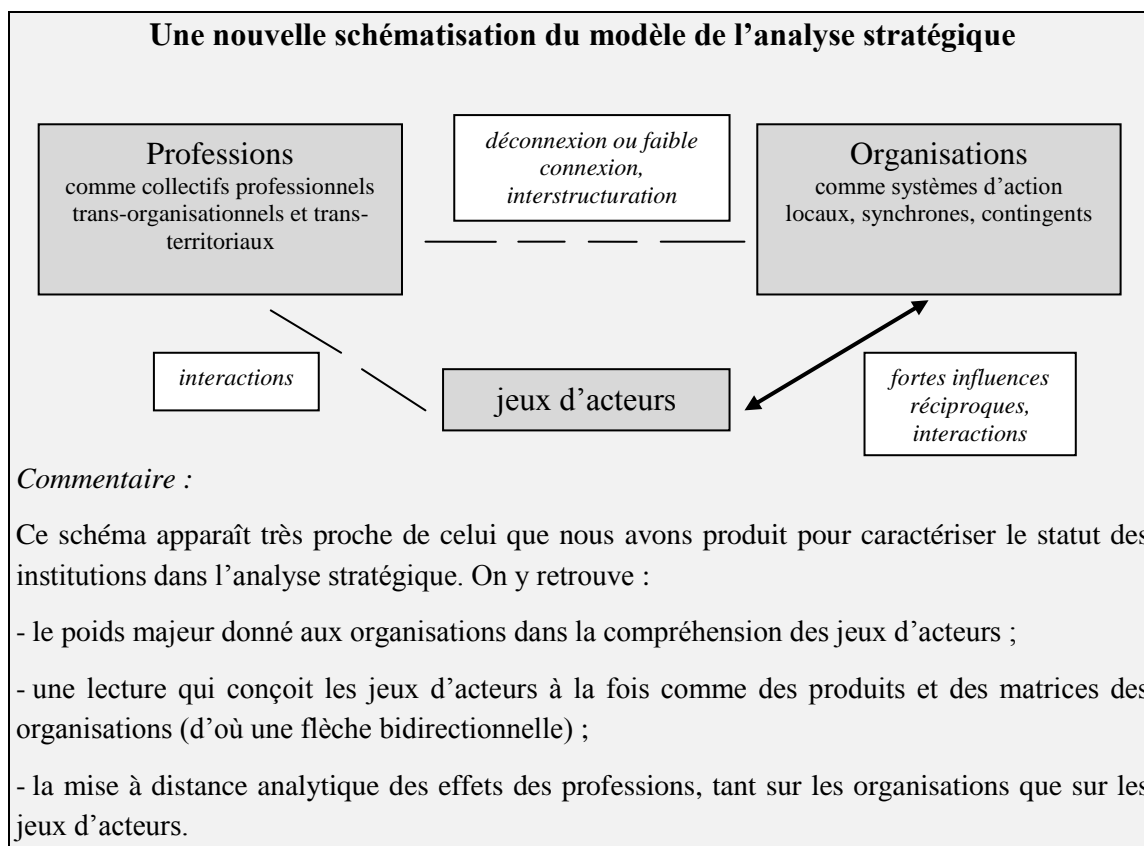 Une nouvelle schématisation du modèle de l’analyse stratégique
Professions
comme collectifs professionnels
trans-organisationnels et trans-
territoriaux
déconnexion ou faible
connexion,
interstructuration
Organisations
comme systèmes d’action
locaux, synchrones, contingents
interactions
jeux d’acteurs
fortes influences
réciproques,
interactions
Commentaire :
Ce schéma apparaît très proche de celui que nous avons produit pour caractériser le statut des
institutions dans l’analyse stratégique. On y retrouve :
- le poids majeur donné aux organisations dans la compréhension des jeux d’acteurs ;
- une lecture qui conçoit les jeux d’acteurs à la fois comme des produits et des matrices des
organisations (d’où une flèche bidirectionnelle) ;
- la mise à distance analytique des effets des professions, tant sur les organisations que sur les
jeux d’acteurs.